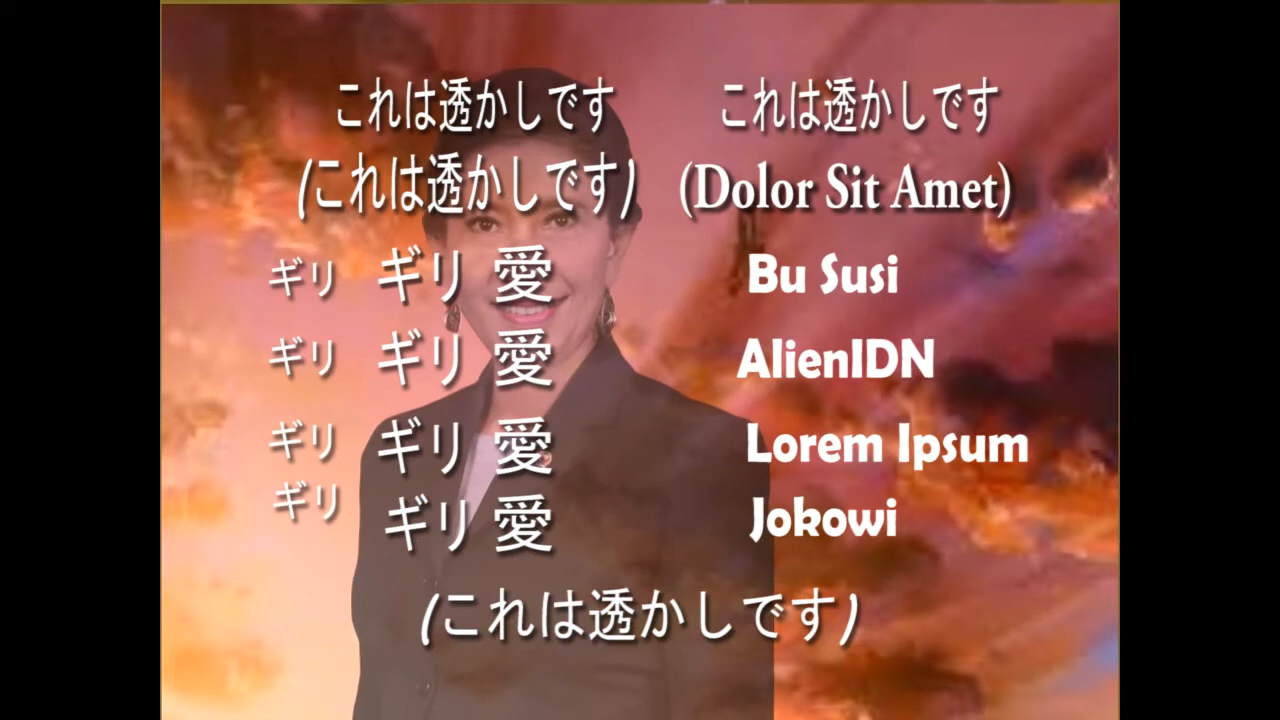 これは透かしです これは透かしです
(これは透かしです) (Dolor Sit Amet)
ギリ ギリ 愛 Bu Susi
ギリ ギリ 愛 AlienIDN
ギリ ギリ 愛 Lorem Ipsum
ギリ ギリ 愛 Jokowi
(これは透かしです)